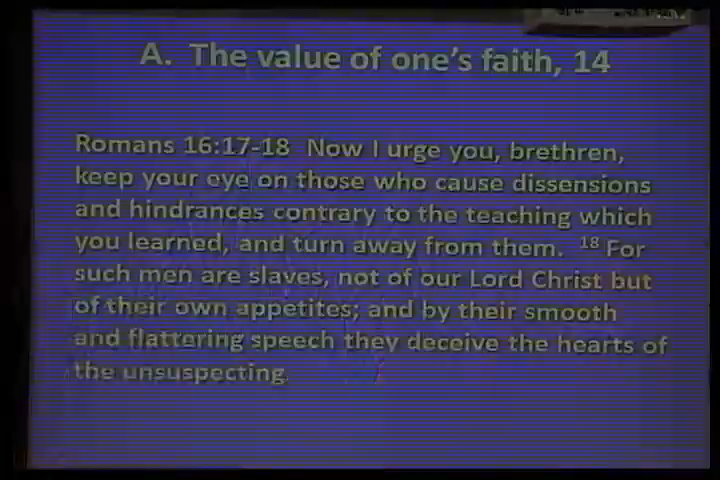 A. The value of one's faith, 14
Romans 16:17-18 Now I urge you, brethren,
keep your eye on those who cause dissensions
and hindrances contrary to the teaching which
you learned, and turn away from them. 18 For
such men are slaves, not of our Lord Christ but
of their own appetites; and by their smooth
and flattering speech they deceive the hearts of
the unsuspecting.